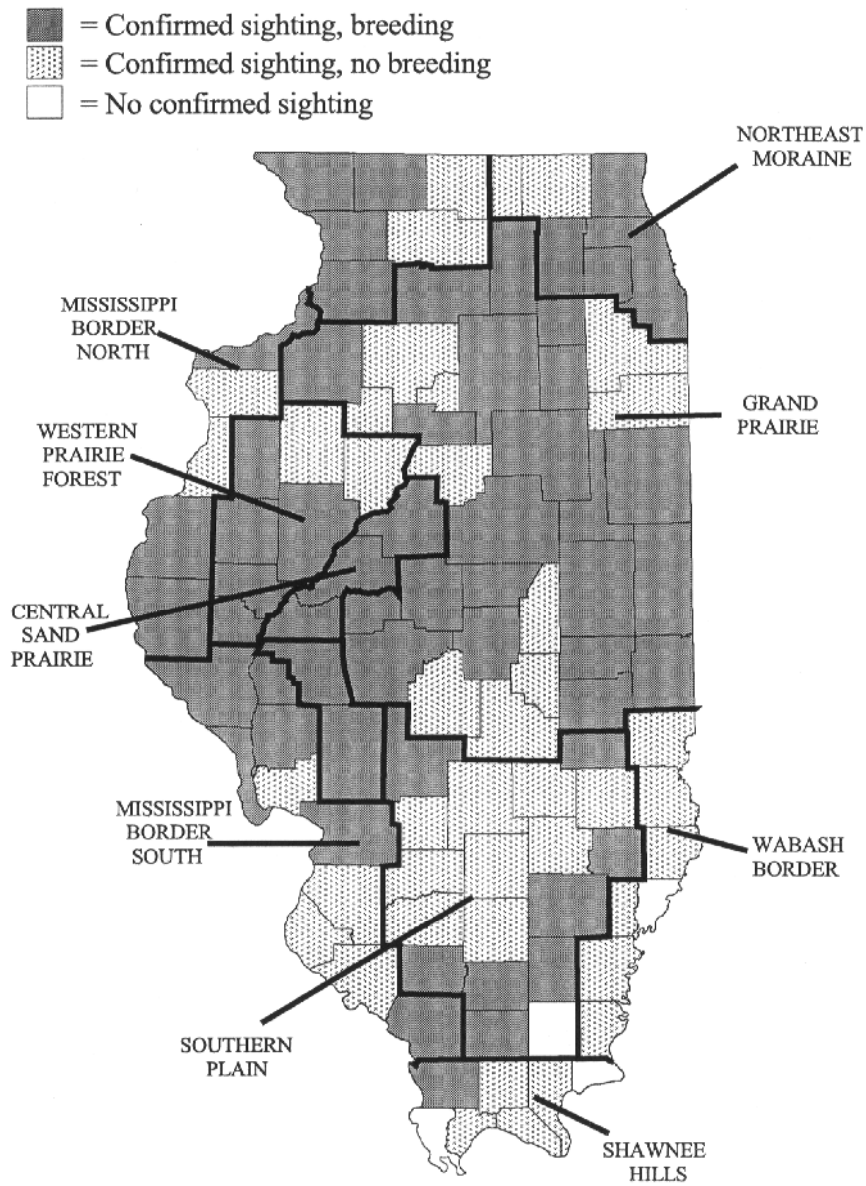 = Confirmed sighting, breeding
= Confirmed sighting, no breeding
= No confirmed sighting
NORTHEAST
MORAINE
MISSISSIPPI
BORDER
NORTH
GRAND
PRAIRIE
WESTERN
PRAIRIE
FOREST
CENTRAL
SAND
PRAIRIE
MISSISSIPPI
BORDER
SOUTH
WABASH
BORDER
SOUTHERN
PLAIN
SHAWNEE
HILLS